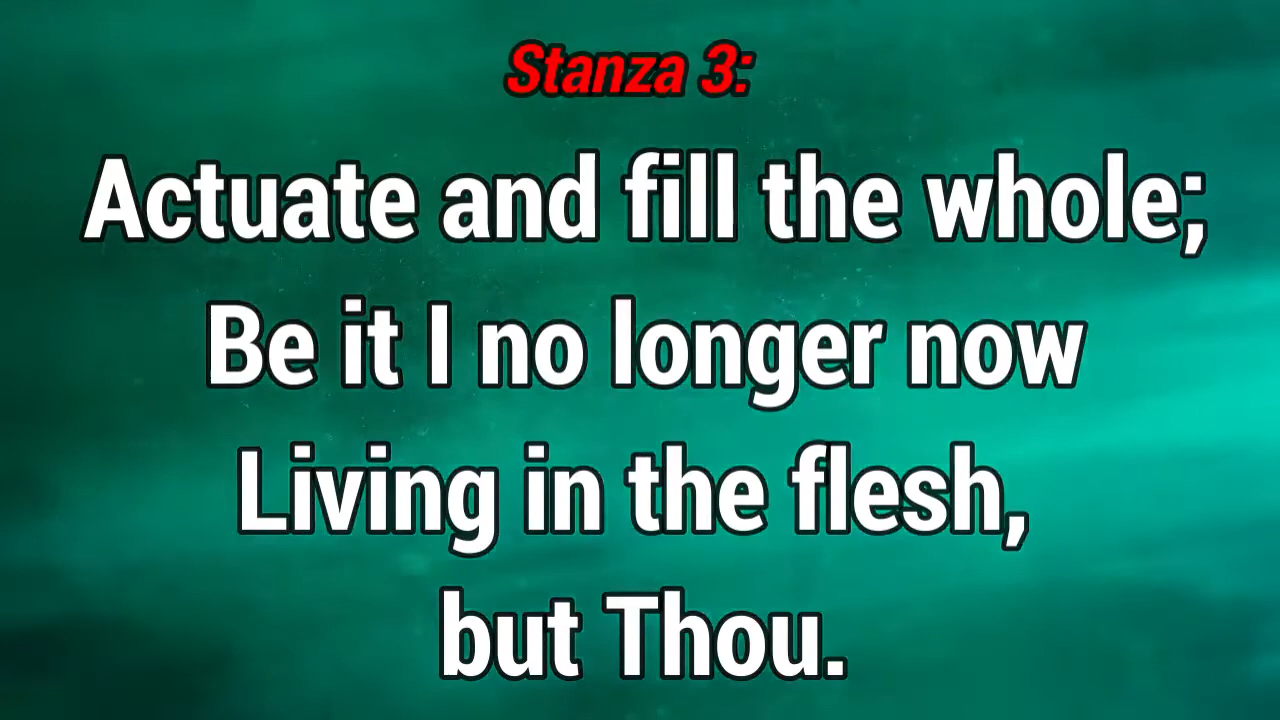 Stanza 3:
Actuate and fill the whole;
Be it I no longer now
Living in the flesh,
but Thou.